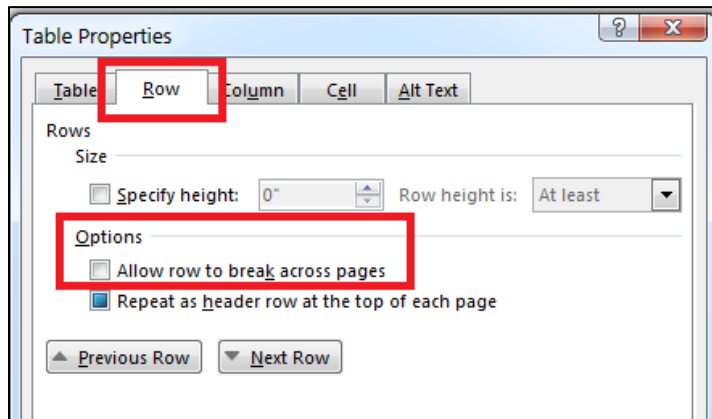 Table Properties
Table Row Column Cell Alt Text
Rows
Size
Specify height: 0" Row height is: At least
Options
Allow row to break across pages
Repeat as header row at the top of each page
Previous Row Next Row